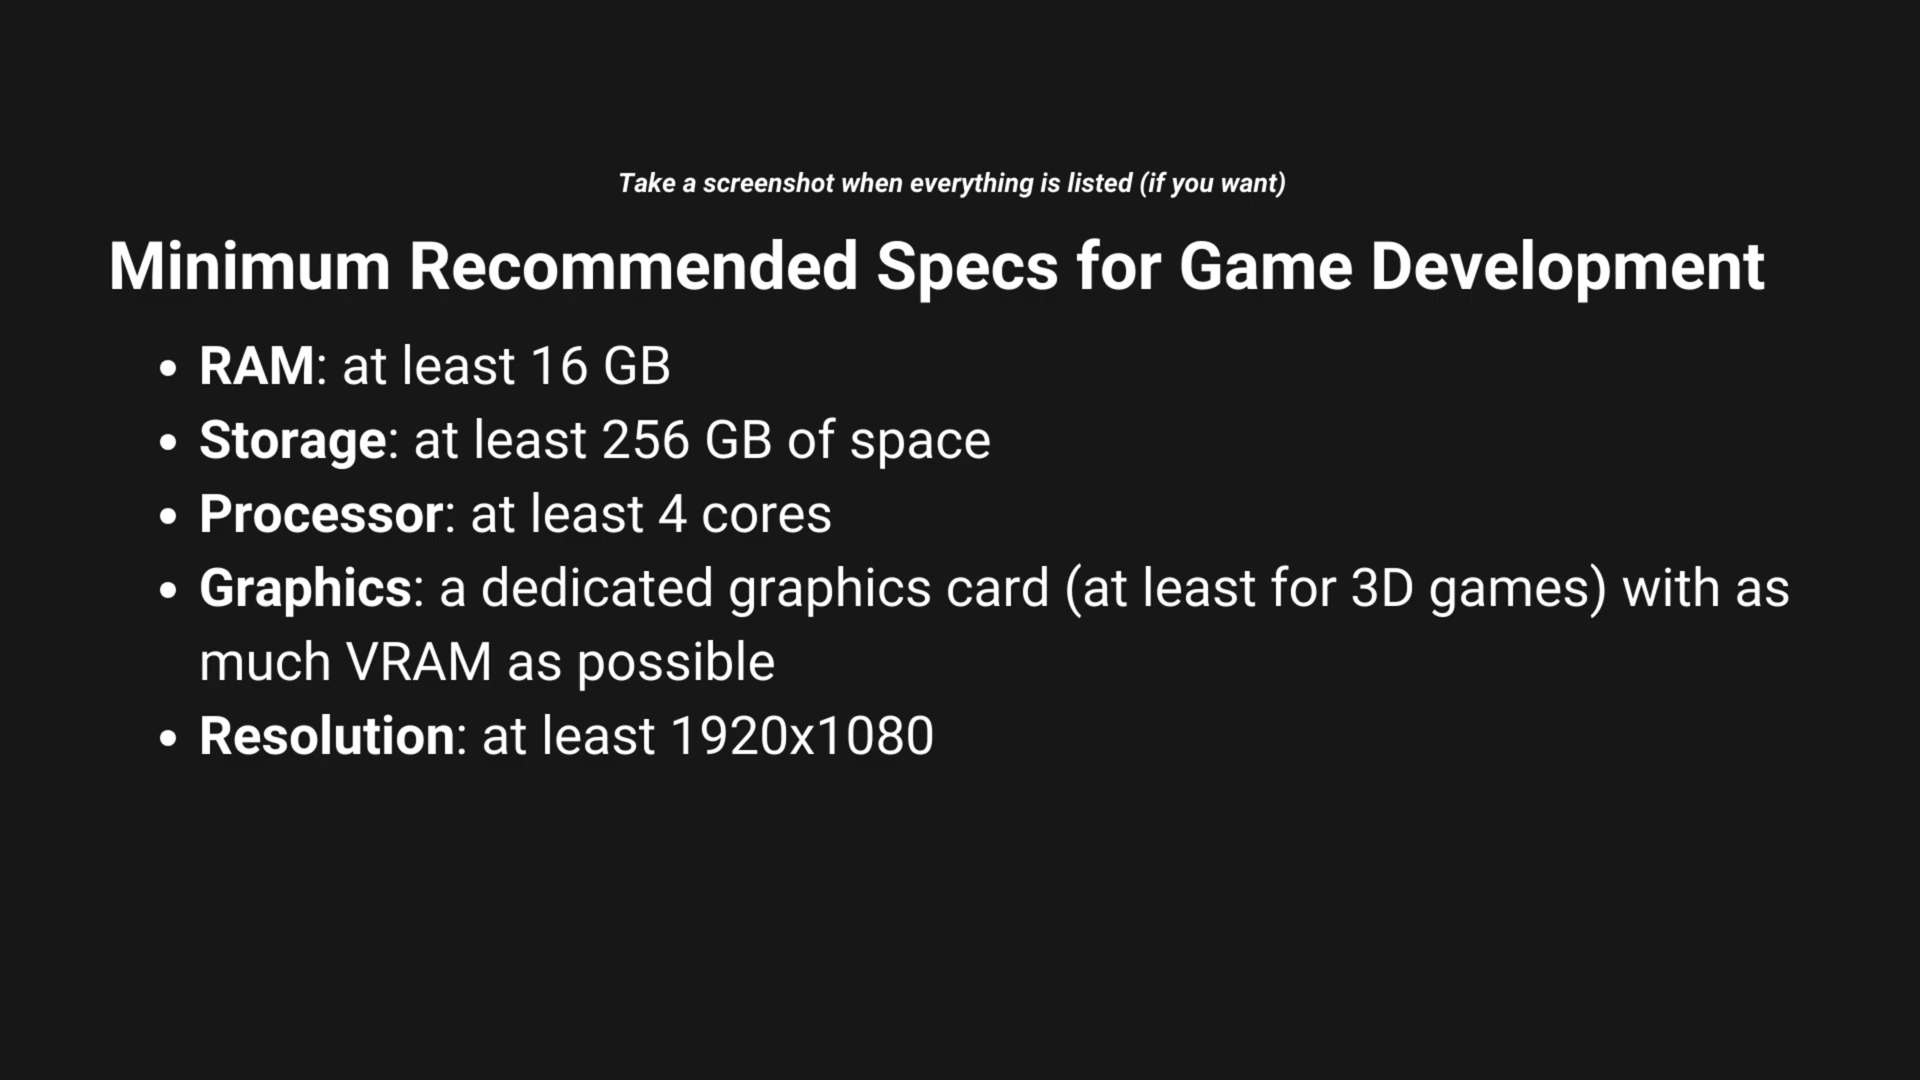 Take a screenshot when everything is listed (if you want)
Minimum Recommended Specs for Game Development
• RAM: at least 16 GB
• Storage: at least 256 GB of space
• Processor: at least 4 cores
• Graphics: a dedicated graphics card (at least for 3D games) with as
much VRAM as possible
• Resolution: at least 1920x1080